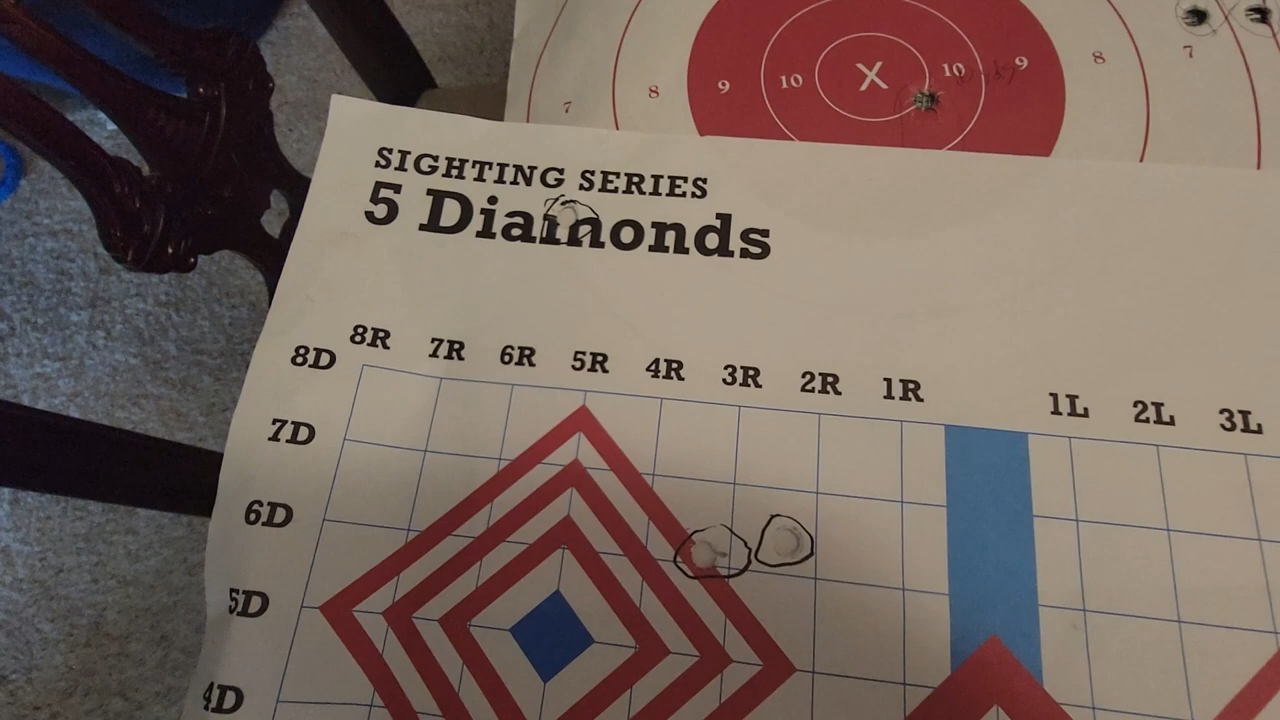 7 8 9 10 X 10 9 8 7
SIGHTING SERIES
5 Diamonds
8R 7R 6R 5R 4R 3R 2R 1R 1L 2L 3L
8D
7D
6D
5D
4D